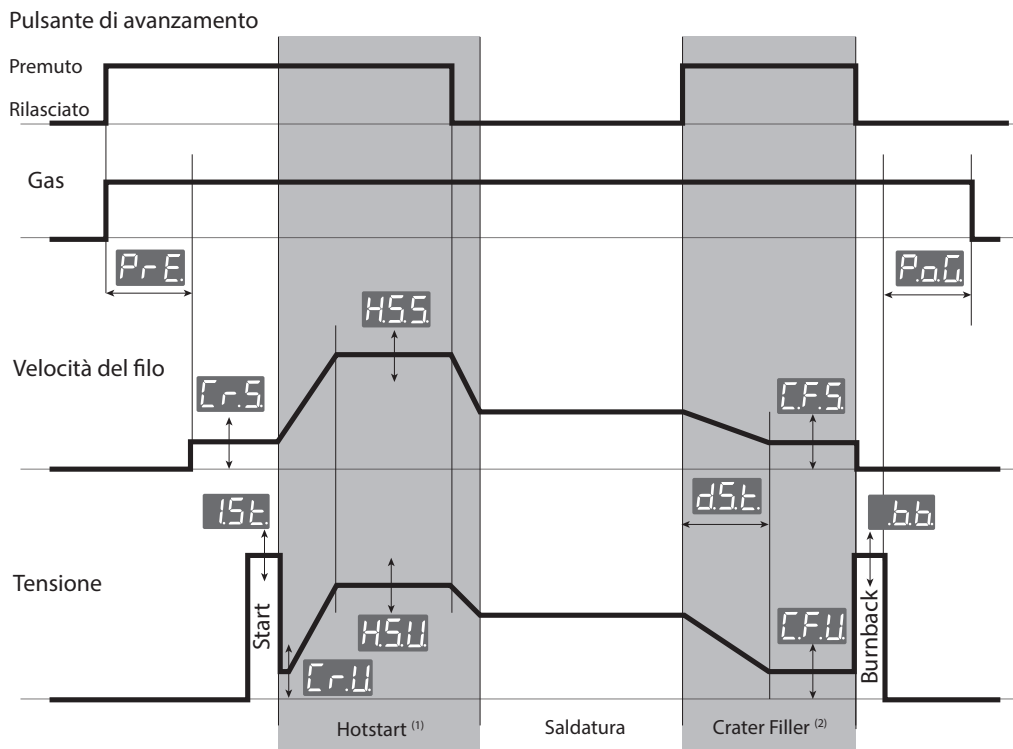 Pulsante di avanzamento
Premuto
Rilasciato
Gas
PrE.
P.o.G.
H.S.S.
Velocità del filo
Cr.S.
C.F.S.
I.St.
d.S.t.
.b.b.
Tensione
Start
H.S.U.
Cr.U.
C.F.U.
Burnback
Hotstart (1)
Saldatura
Crater Filler (2)